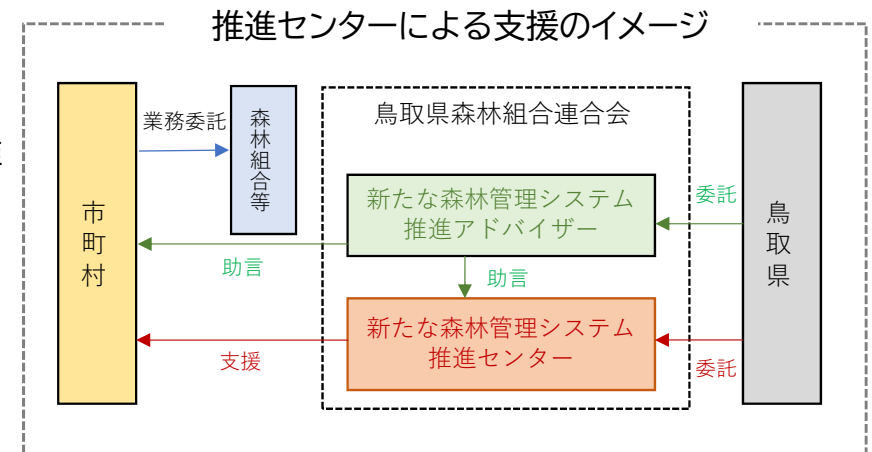 推進センターによる支援のイメージ
市町村
業務委託
森林組合等
鳥取県森林組合連合会
新たな森林管理システム
推進アドバイザー
委託
鳥取県
助言
助言
新たな森林管理システム
推進センター
支援
委託